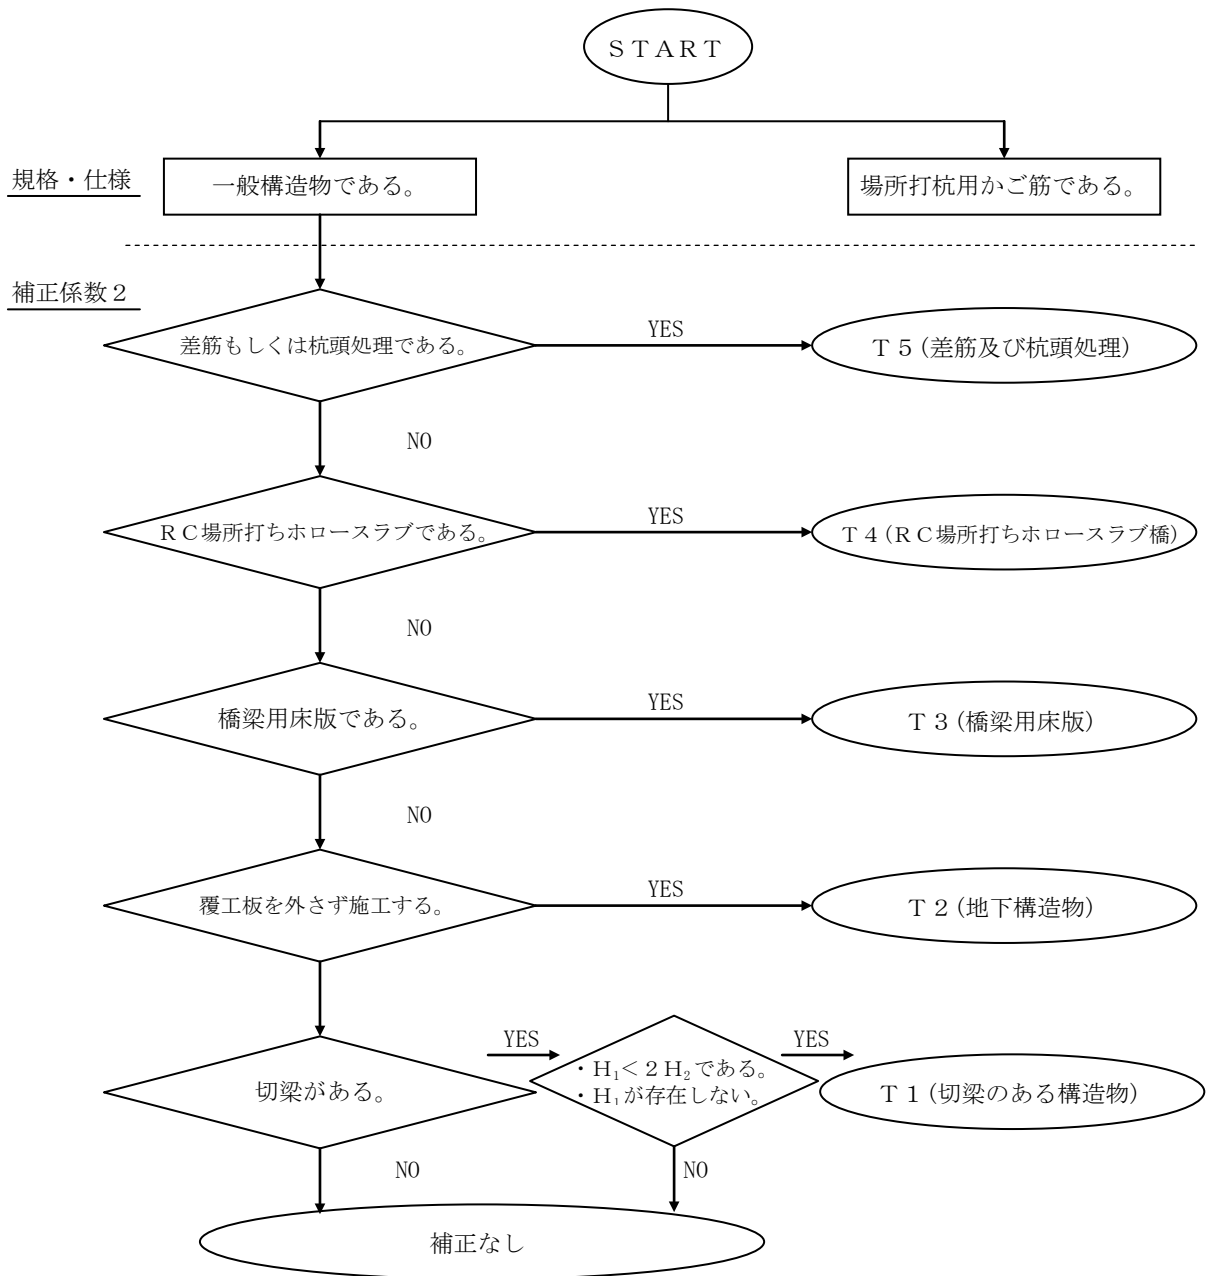 ＳＴＡＲＴ
規格・仕様
一般構造物である。
場所打杭用かご筋である。
補正係数２
差筋もしくは杭頭処理である。
YES
Ｔ５(差筋及び杭頭処理)
NO
ＲＣ場所打ちホロースラブである。
YES
Ｔ４(ＲＣ場所打ちホロースラブ橋)
NO
橋梁用床版である。
YES
Ｔ３(橋梁用床版)
NO
覆工板を外さず施工する。
YES
Ｔ２(地下構造物)
切梁がある。
YES
・Ｈ₁＜２Ｈ₂である。
・Ｈ₁が存在しない。
YES
Ｔ１(切梁のある構造物)
NO
NO
補正なし